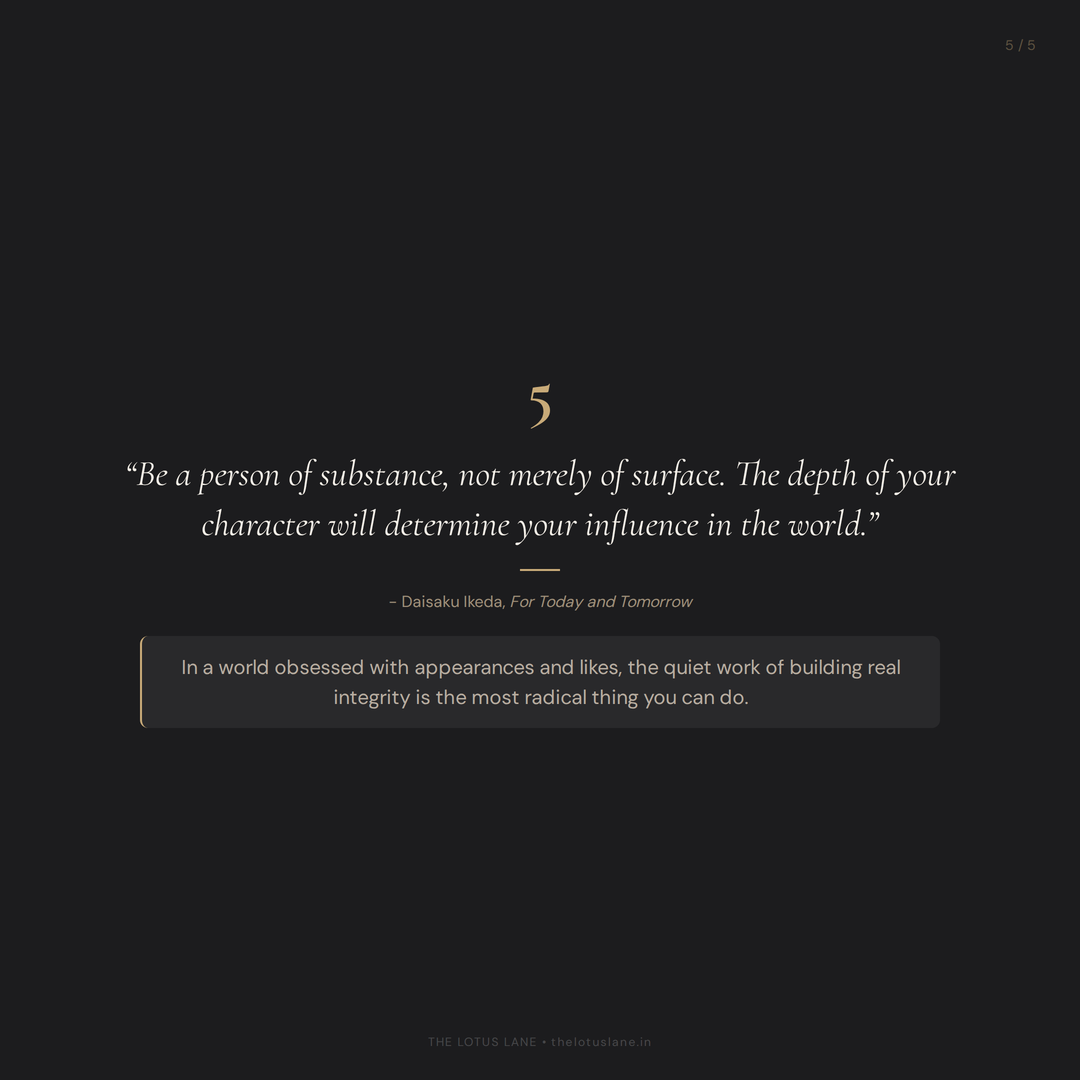 5 / 5
5
“Be a person of substance, not merely of surface. The depth of your
character will determine your influence in the world.”
– Daisaku Ikeda, For Today and Tomorrow
In a world obsessed with appearances and likes, the quiet work of building real
integrity is the most radical thing you can do.
THE LOTUS LANE • thelotuslane.in